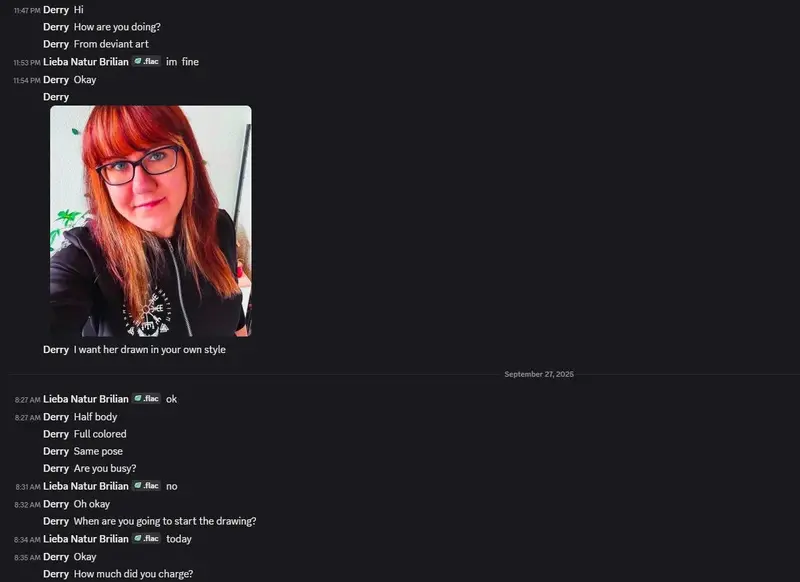 11:47 PM Derry Hi
Derry How are you doing?
Derry From deviant art
11:53 PM Lieba Natur Brilian .flac im fine
11:54 PM Derry Okay
Derry
Derry I want her drawn in your own style
September 27, 2025
8:27 AM Lieba Natur Brilian .flac ok
8:27 AM Derry Half body
Derry Full colored
Derry Same pose
Derry Are you busy?
8:31 AM Lieba Natur Brilian .flac no
8:32 AM Derry Oh okay
Derry When are you going to start the drawing?
8:34 AM Lieba Natur Brilian .flac today
8:35 AM Derry Okay
Derry How much did you charge?